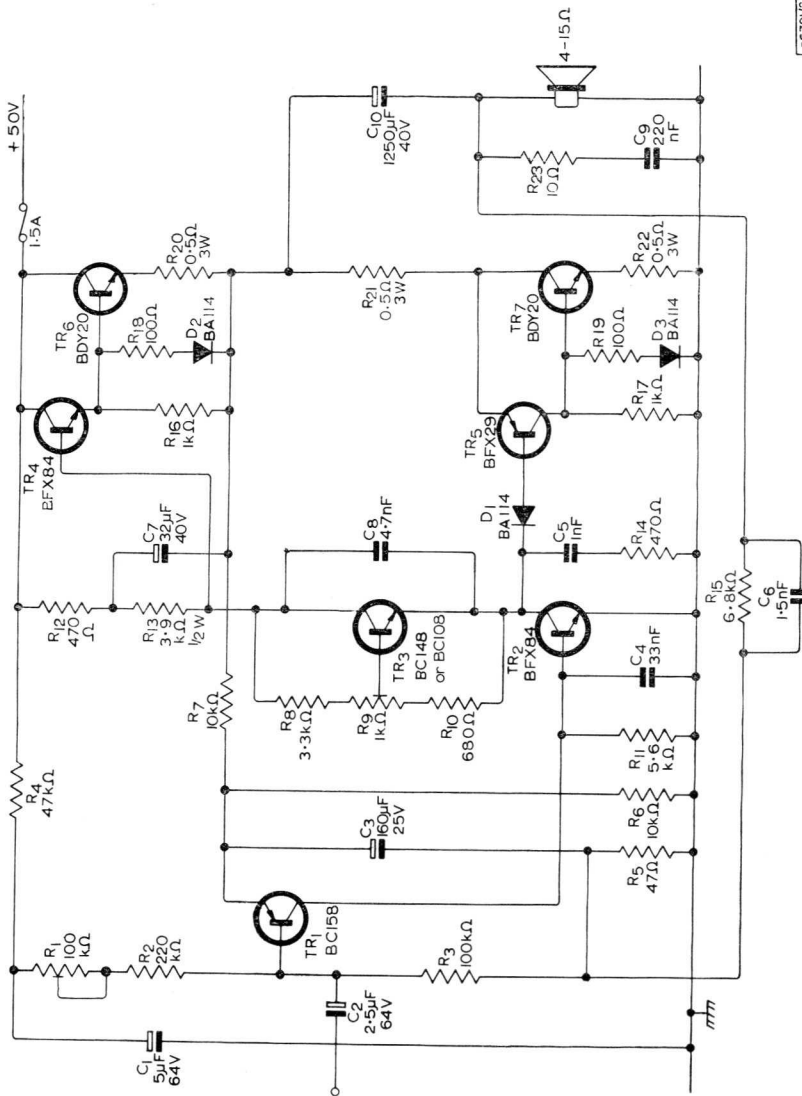 + 50V
1·5A
TR4
BFX84
TR6
BDY20
R20
0·5Ω
3W
R18
100Ω
D2
BA114
R16
1kΩ
C7
32µF
40V
R12
470
Ω
R13
3·9
kΩ
1/2 W
R4
47kΩ
R1
100
kΩ
R2
220
kΩ
C1
5µF
64V
R7
10kΩ
R8
3·3kΩ
R9
1kΩ
R10
680Ω
TR3
BC148
or BC108
C8
4·7nF
C10
1250µF
40V
4-15Ω
R21
0·5Ω
3W
R23
10Ω
C9
220
nF
TR1
BC158
C2
2·5µF
64V
R3
100kΩ
C3
160µF
25V
R5
47Ω
R6
10kΩ
R11
5·6
kΩ
C4
33nF
TR2
BFX84
D1
BA114
C5
1nF
R14
470Ω
TR5
BFX29
R17
1kΩ
R19
100Ω
D3
BA114
TR7
BDY20
R22
0·5Ω
3W
R15
6·8kΩ
C6
1·5nF